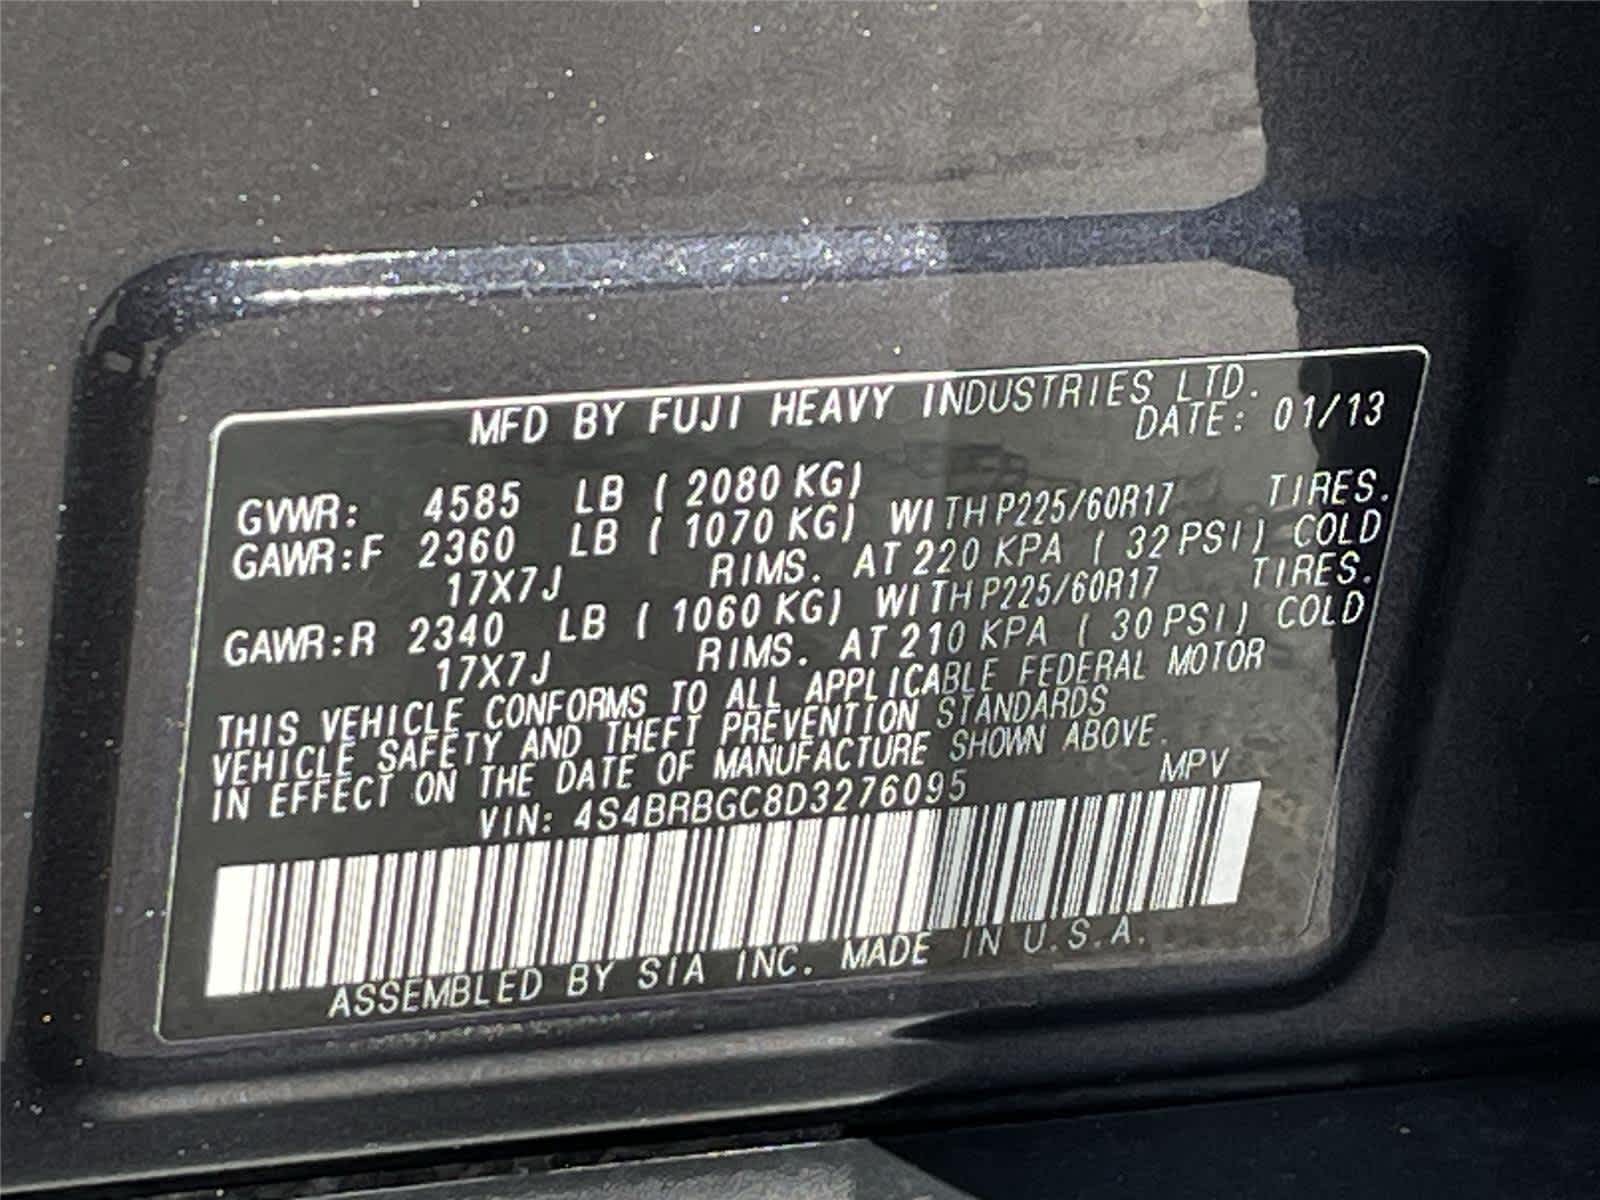 MFD BY FUJI HEAVY INDUSTRIES LTD.
DATE: 01/13
GVWR: 4585 LB ( 2080 KG)
GAWR:F 2360 LB ( 1070 KG) WITH P225/60R17 TIRES.
17X7J RIMS. AT 220 KPA ( 32 PSI) COLD
GAWR:R 2340 LB ( 1060 KG) WITH P225/60R17 TIRES.
17X7J RIMS. AT 210 KPA ( 30 PSI) COLD
THIS VEHICLE CONFORMS TO ALL APPLICABLE FEDERAL MOTOR
VEHICLE SAFETY AND THEFT PREVENTION STANDARDS
IN EFFECT ON THE DATE OF MANUFACTURE SHOWN ABOVE.
VIN: 4S4BRBGC8D3276095 MPV
ASSEMBLED BY SIA INC. MADE IN U.S.A.